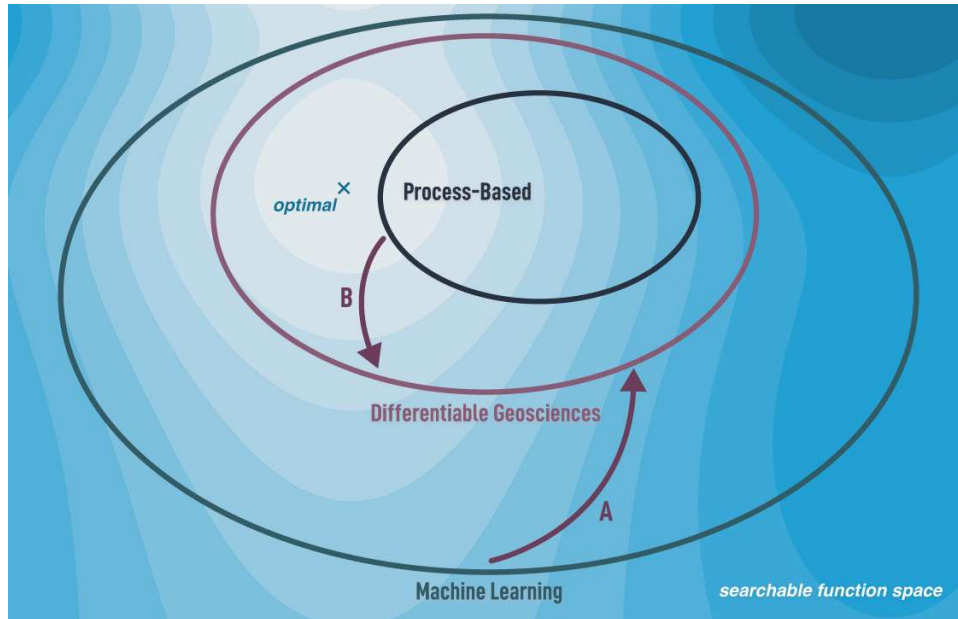 Process-Based
×
optimal
B
Differentiable Geosciences
A
Machine Learning
searchable function space